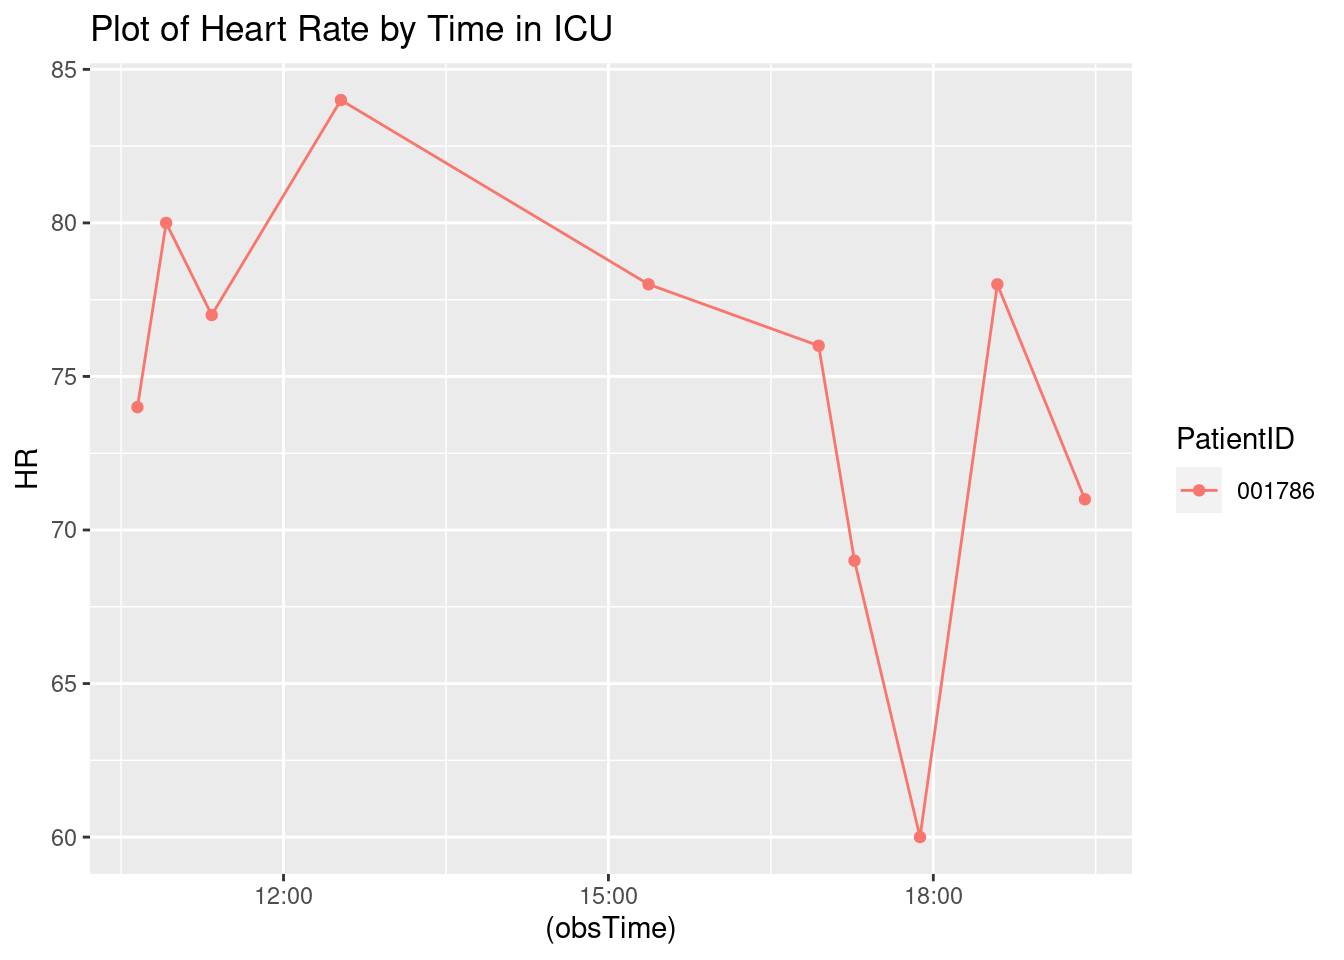 Plot of Heart Rate by Time in ICU
85
80
75
70
65
60
HR
12:00 15:00 18:00
(obsTime)
PatientID
001786